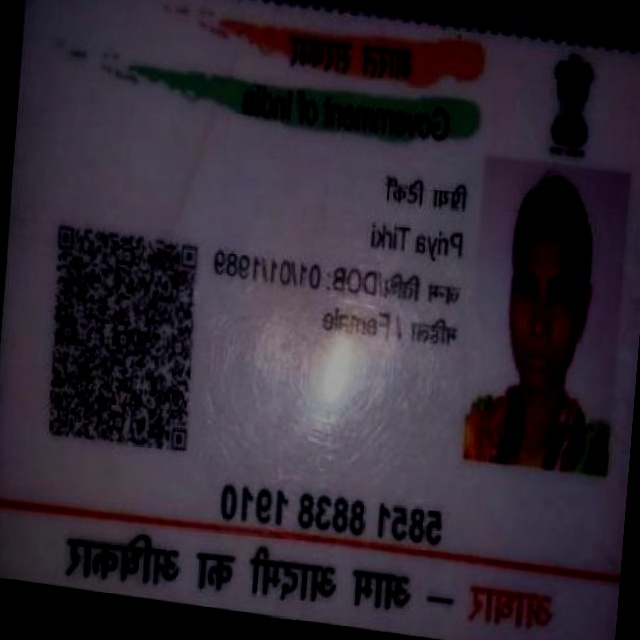 भारत सरकार
Government of India
Priya Tirki
जन्म तिथि/DOB: 01/01/1989
महिला / Female
5851 8838 1910
आधार – आम आदमी का अधिकार